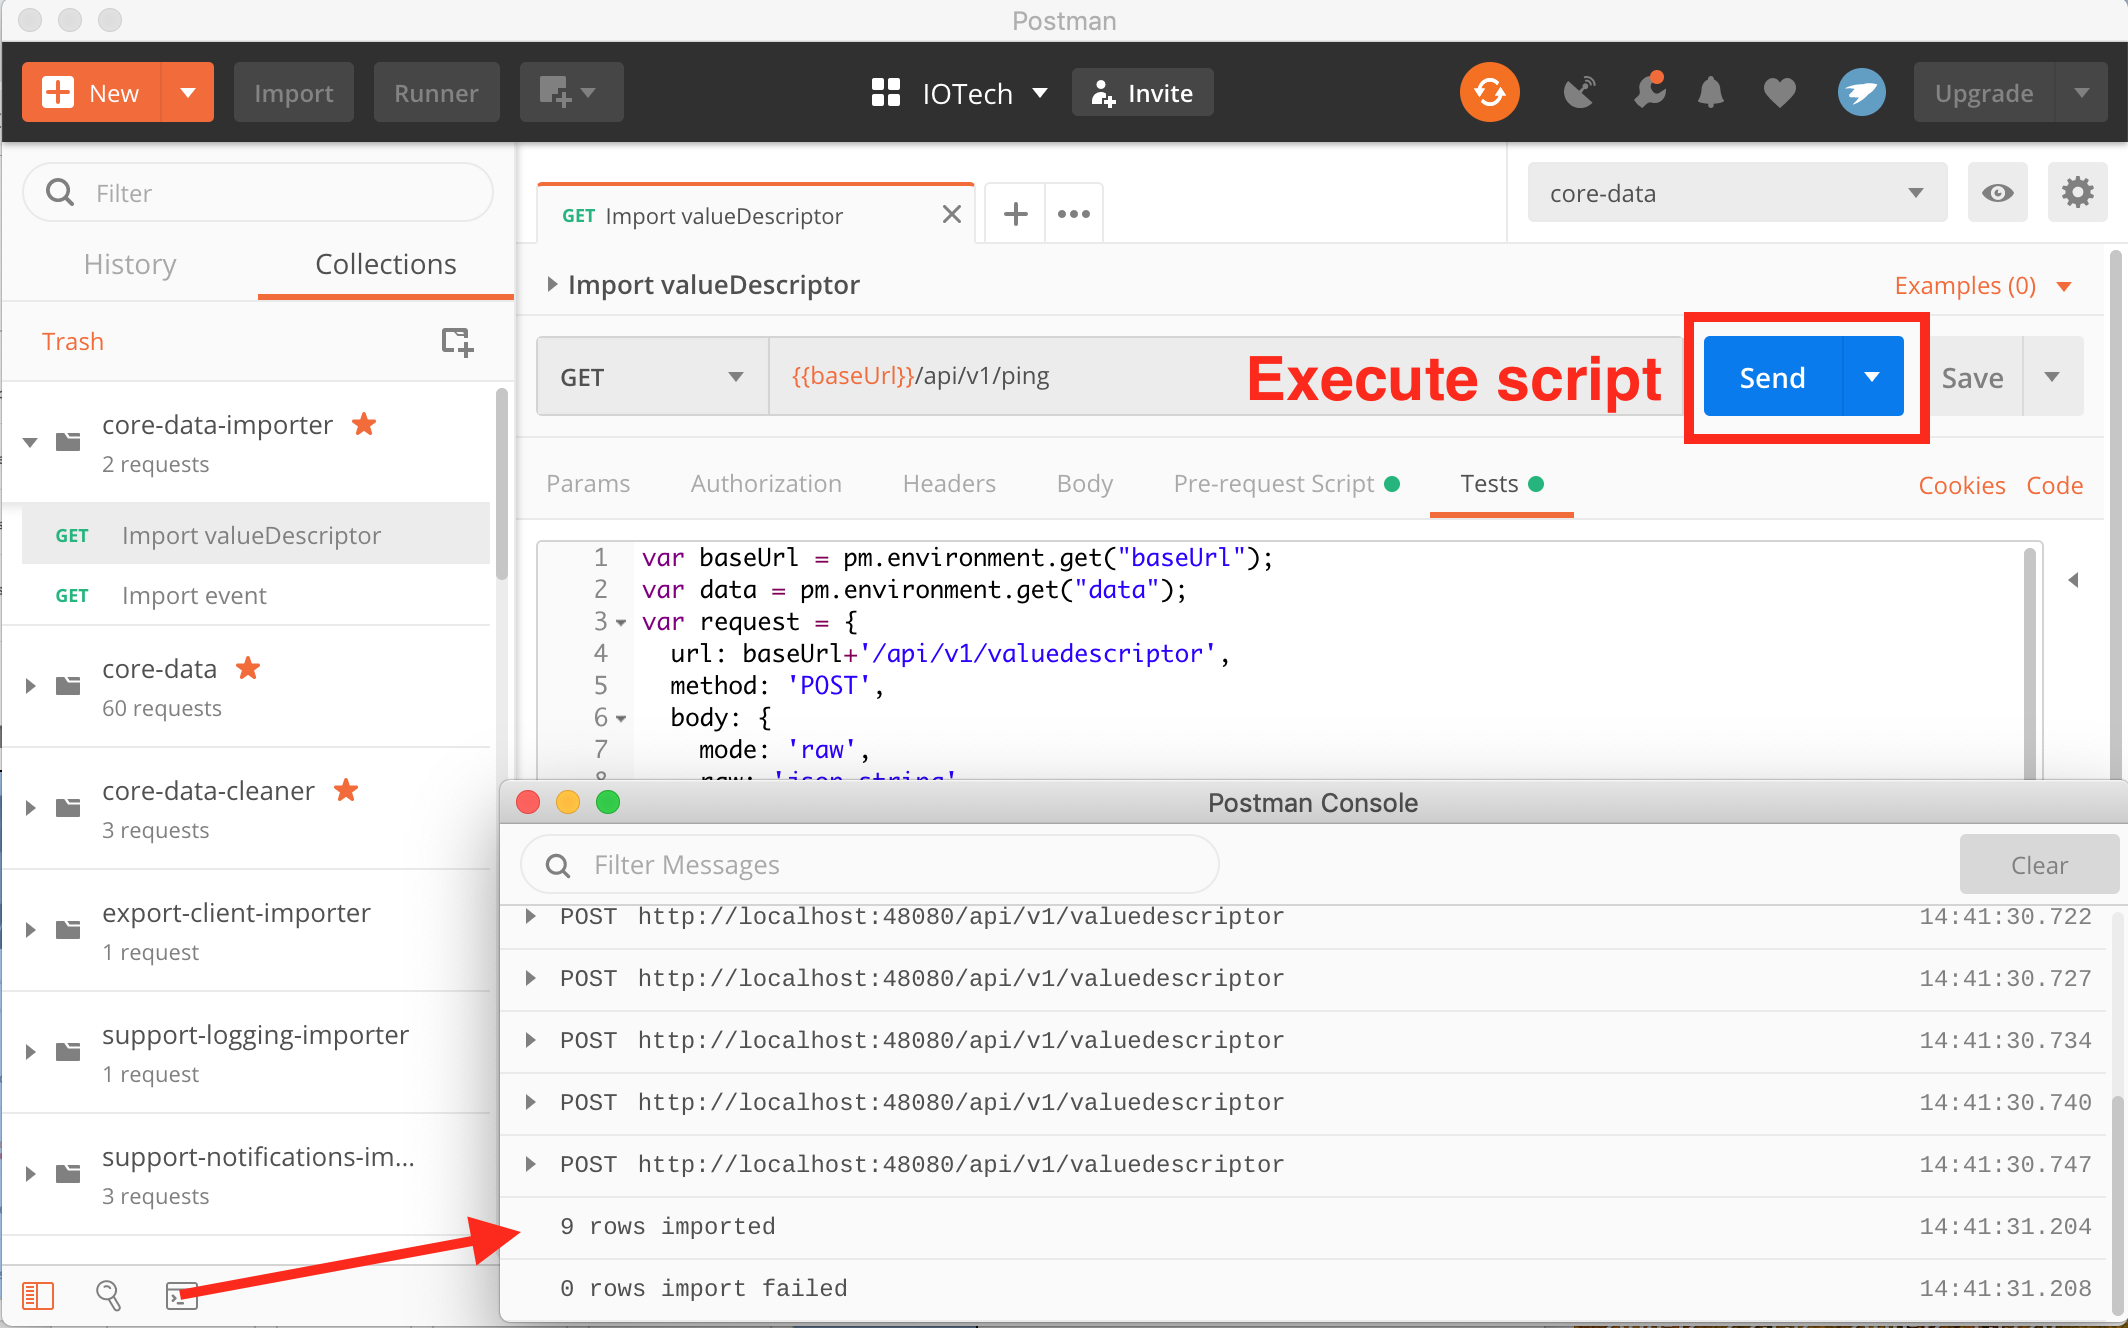 Postman
New
Import
Runner
IOTech
Invite
Upgrade
Filter
History
Collections
Trash
core-data-importer
2 requests
GET Import valueDescriptor
GET Import event
core-data
60 requests
core-data-cleaner
3 requests
export-client-importer
1 request
support-logging-importer
1 request
support-notifications-im...
3 requests
GET Import valueDescriptor
core-data
Import valueDescriptor
Examples (0)
GET
{{baseUrl}}/api/v1/ping
Execute script
Send
Save
Params
Authorization
Headers
Body
Pre-request Script
Tests
Cookies
Code
1 var baseUrl = pm.environment.get("baseUrl");
2 var data = pm.environment.get("data");
3 var request = {
4 url: baseUrl+'/api/v1/valuedescriptor',
5 method: 'POST',
6 body: {
7 mode: 'raw',
8 raw: 'json string'
Postman Console
Filter Messages
Clear
POST http://localhost:48080/api/v1/valuedescriptor 14:41:30.722
POST http://localhost:48080/api/v1/valuedescriptor 14:41:30.727
POST http://localhost:48080/api/v1/valuedescriptor 14:41:30.734
POST http://localhost:48080/api/v1/valuedescriptor 14:41:30.740
POST http://localhost:48080/api/v1/valuedescriptor 14:41:30.747
9 rows imported 14:41:31.204
0 rows import failed 14:41:31.208